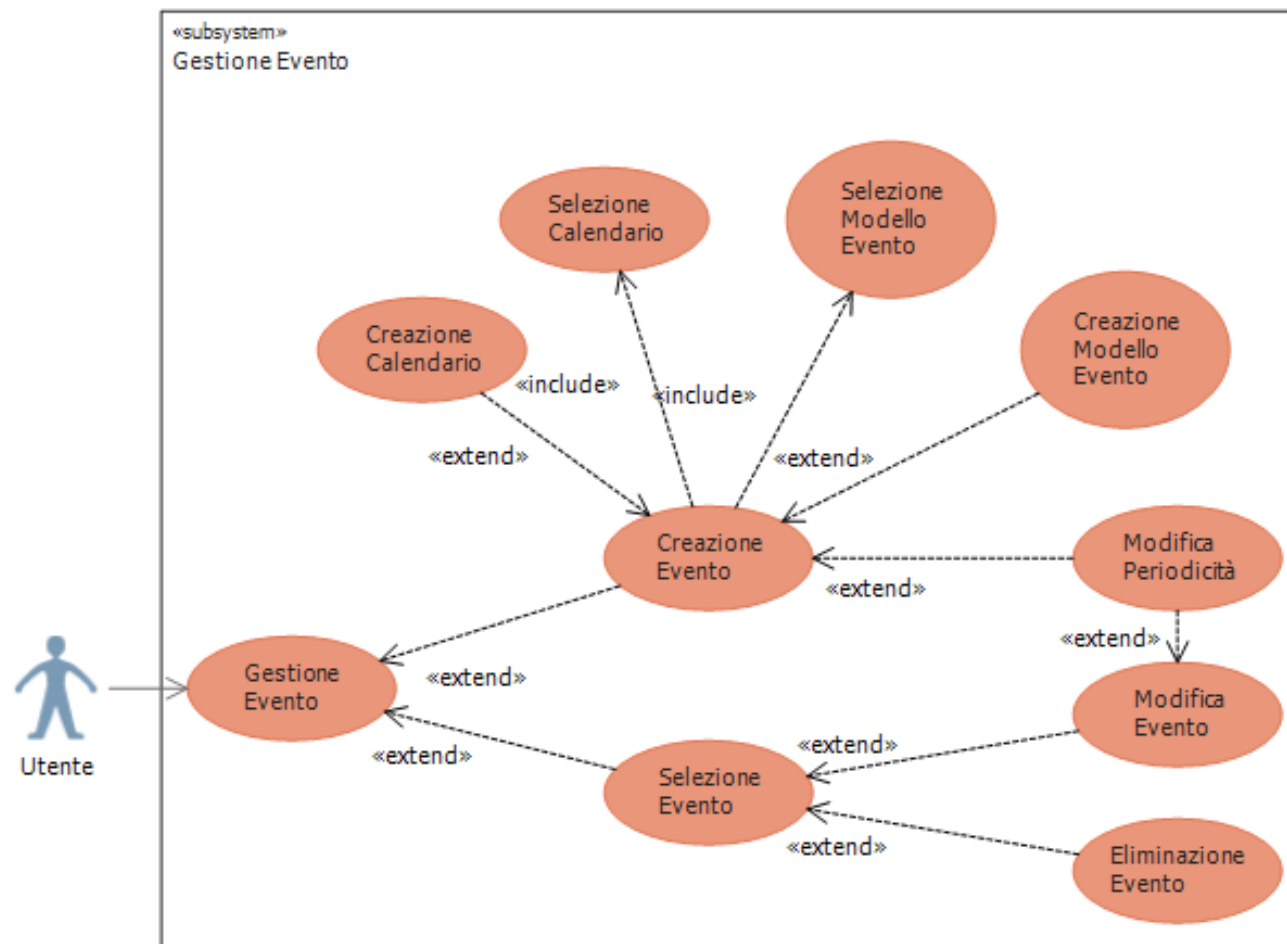 «subsystem»
Gestione Evento
Selezione
Calendario
Selezione
Modello
Evento
Creazione
Calendario
Creazione
Modello
Evento
«include»
«include»
«extend»
«extend»
Creazione
Evento
Modifica
Periodicità
«extend»
«extend»
Gestione
Evento
«extend»
Modifica
Evento
«extend»
«extend»
Utente
Selezione
Evento
«extend»
Eliminazione
Evento